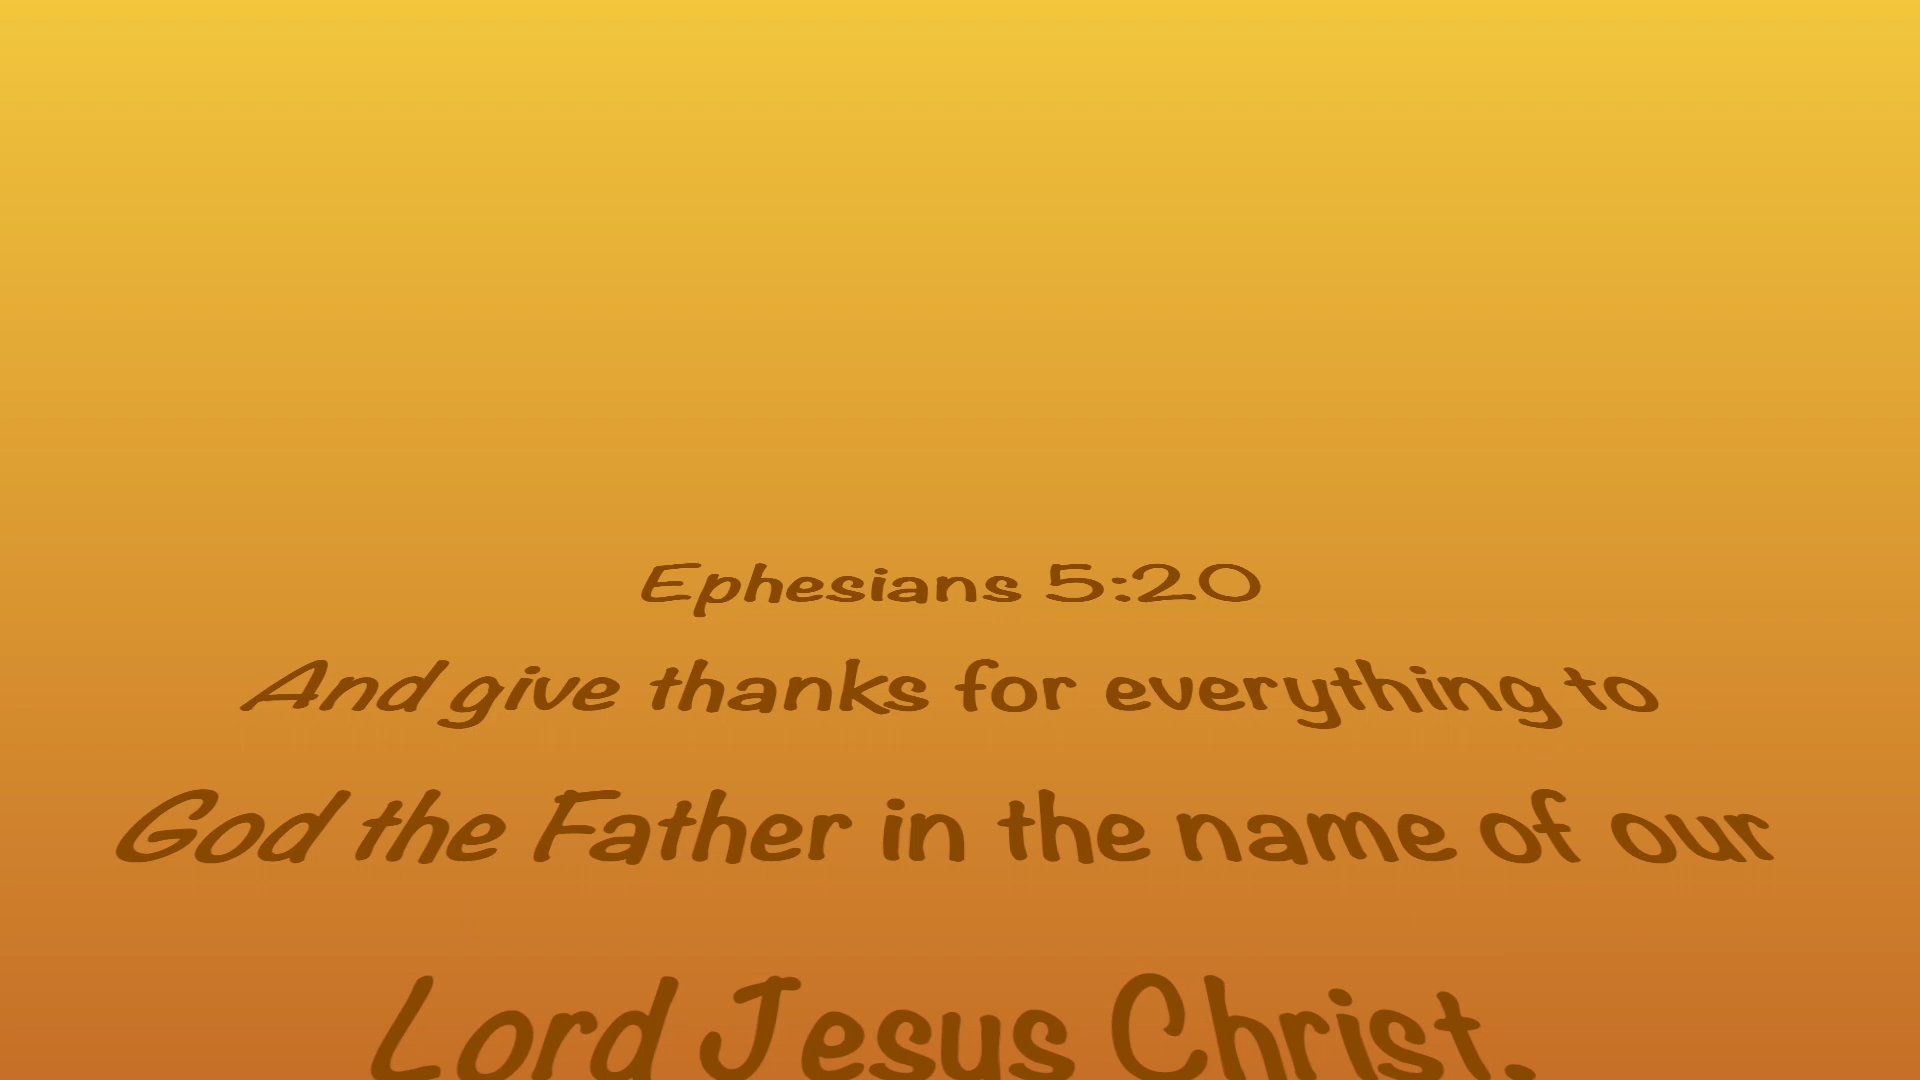 Ephesians 5:20
And give thanks for everything to
God the Father in the name of our
Lord Jesus Christ.